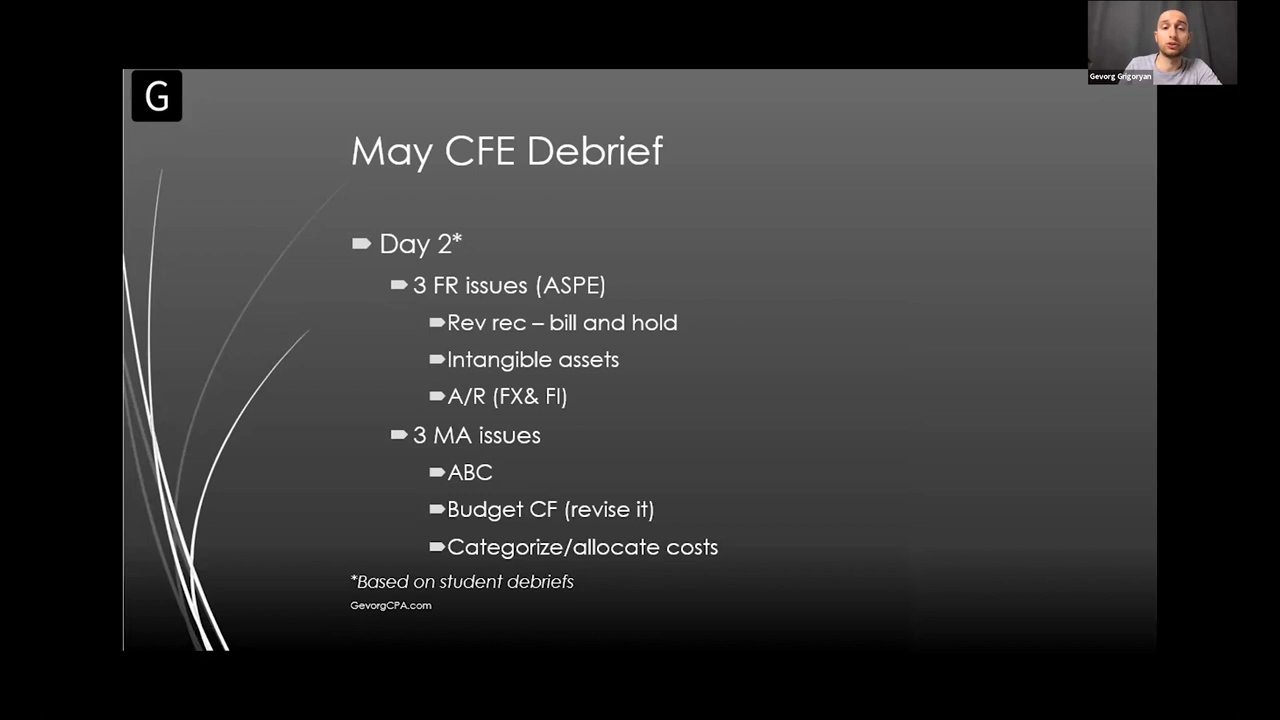 G
Gevorg Grigoryan
May CFE Debrief
Day 2*
3 FR issues (ASPE)
Rev rec – bill and hold
Intangible assets
A/R (FX& FI)
3 MA issues
ABC
Budget CF (revise it)
Categorize/allocate costs
*Based on student debriefs
GevorgCPA.com